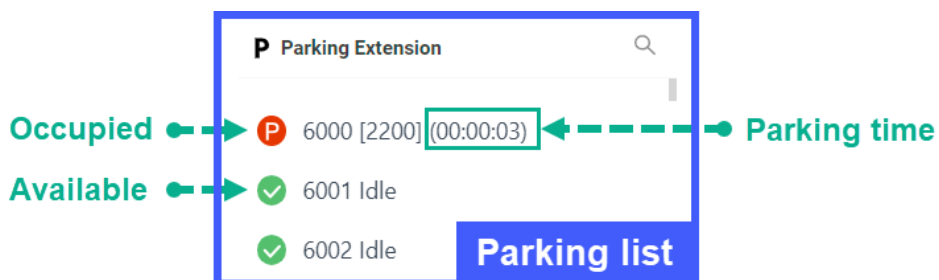 P Parking Extension
Occupied P 6000 [2200] (00:00:03) Parking time
Available 6001 Idle
6002 Idle
Parking list